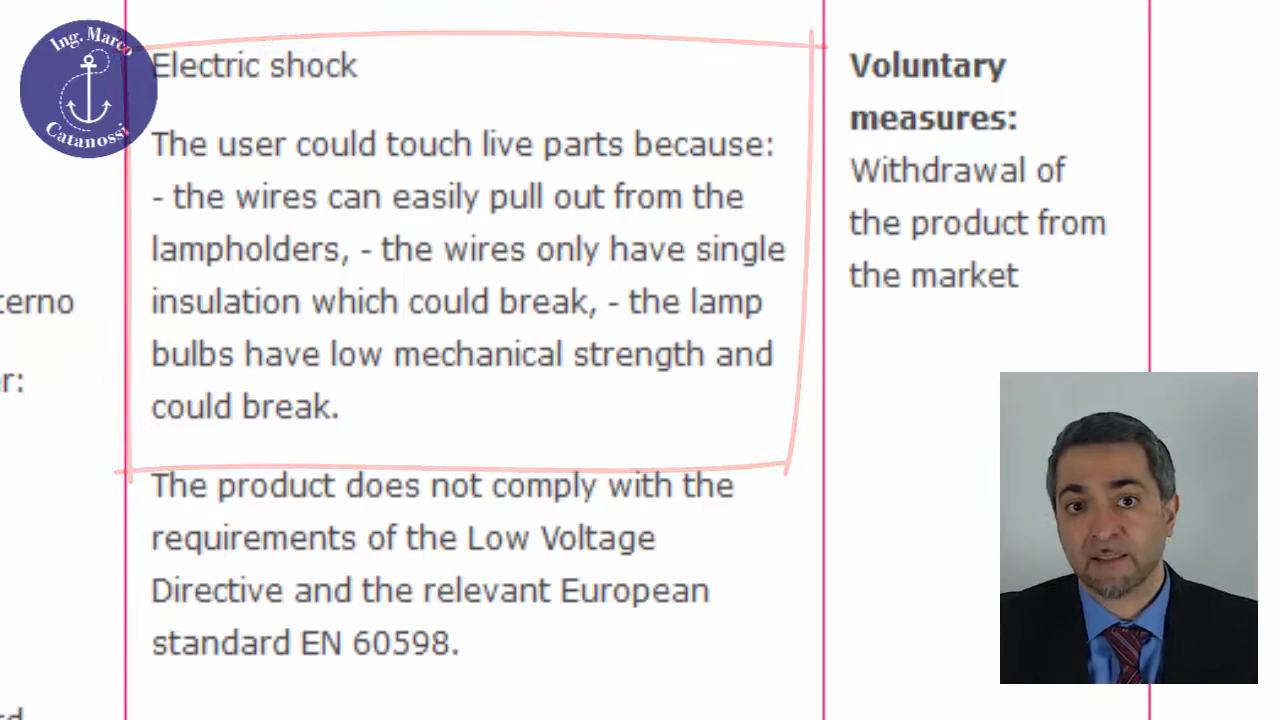 Ing. Marco
Catanossi
Electric shock
The user could touch live parts because:
- the wires can easily pull out from the
lampholders, - the wires only have single
insulation which could break, - the lamp
bulbs have low mechanical strength and
could break.
The product does not comply with the
requirements of the Low Voltage
Directive and the relevant European
standard EN 60598.
Voluntary
measures:
Withdrawal of
the product from
the market
terno
r: